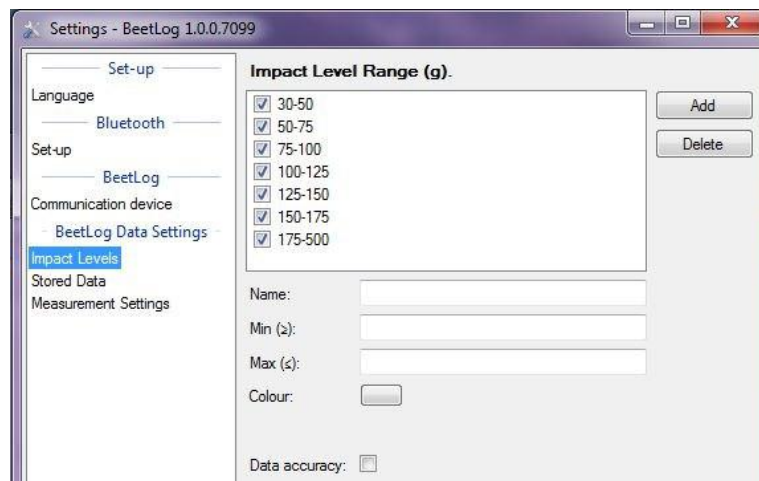 Settings - BeetLog 1.0.0.7099
Set-up
Language
Bluetooth
Set-up
BeetLog
Communication device
BeetLog Data Settings
Impact Levels
Stored Data
Measurement Settings
Impact Level Range (g).
30-50
50-75
75-100
100-125
125-150
150-175
175-500
Add
Delete
Name:
Min (≥):
Max (≤):
Colour:
Data accuracy: